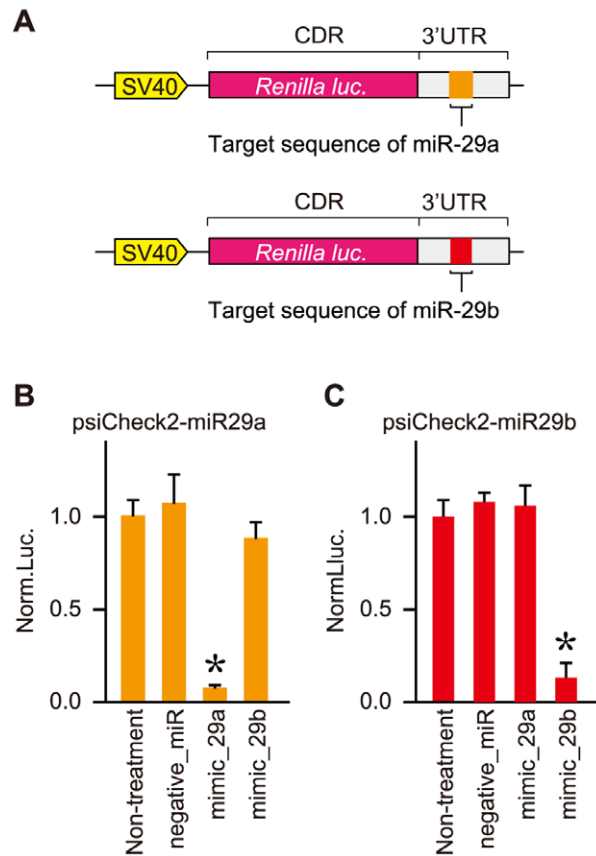 A
CDR 3'UTR
SV40 Renilla luc.
Target sequence of miR-29a
CDR 3'UTR
SV40 Renilla luc.
Target sequence of miR-29b
B
psiCheck2-miR29a
Norm.Luc.
1.0
0.5
0.0
*
Non-treatment
negative_miR
mimic_29a
mimic_29b
C
psiCheck2-miR29b
NormLluc.
1.0
0.5
0.0
*
Non-treatment
negative_miR
mimic_29a
mimic_29b